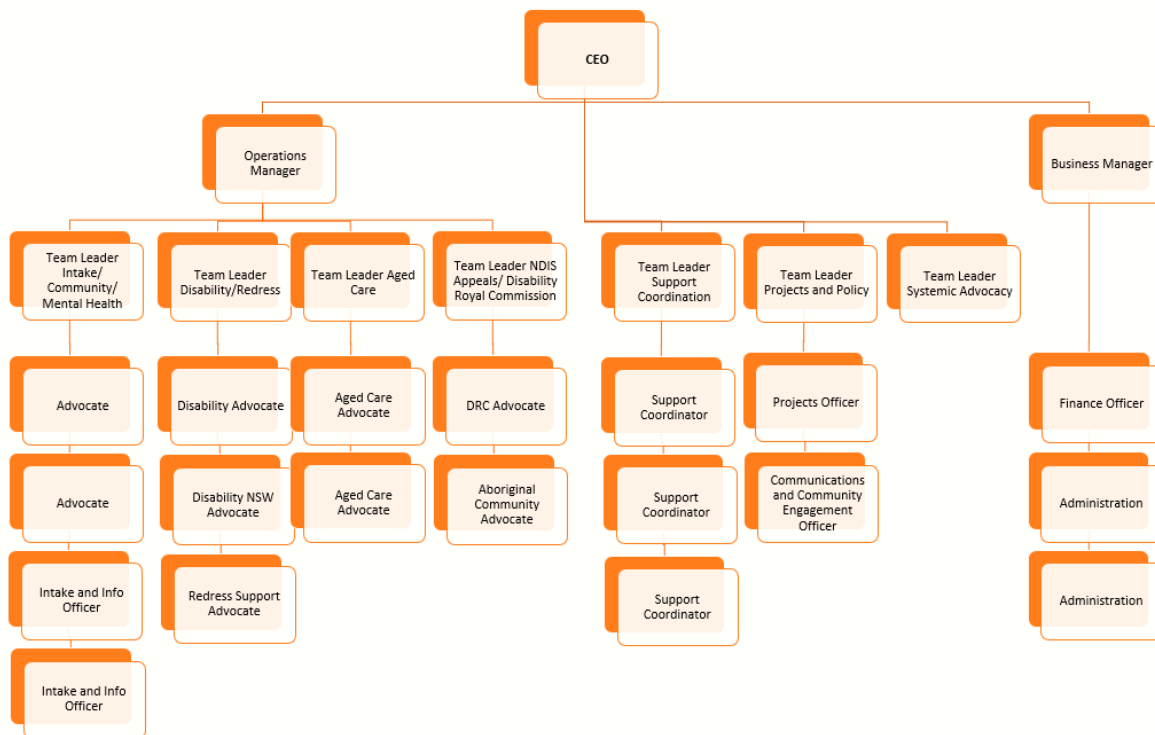 CEO
Operations
Manager
Business Manager
Team Leader
Intake/
Community/
Mental Health
Team Leader
Disability/Redress
Team Leader Aged
Care
Team Leader NDIS
Appeals/ Disability
Royal Commission
Team Leader
Support
Coordination
Team Leader
Projects and Policy
Team Leader
Systemic Advocacy
Advocate
Disability Advocate
Aged Care
Advocate
DRC Advocate
Support
Coordinator
Projects Officer
Finance Officer
Advocate
Disability NSW
Advocate
Aged Care
Advocate
Aboriginal
Community
Advocate
Support
Coordinator
Communications
and Community
Engagement
Officer
Administration
Intake and Info
Officer
Redress Support
Advocate
Support
Coordinator
Administration
Intake and Info
Officer